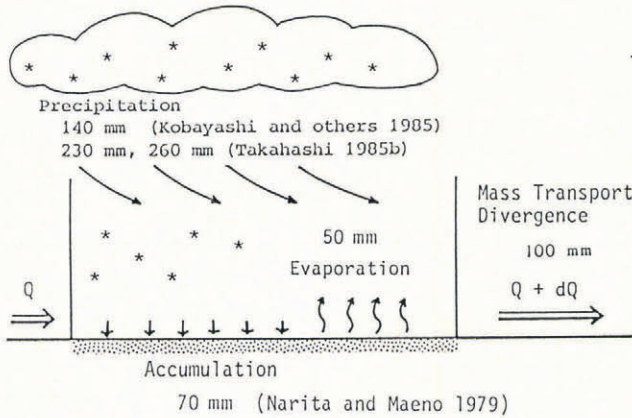 Precipitation
140 mm (Kobayashi and others 1985)
230 mm, 260 mm (Takahashi 1985b)
Mass Transport
Divergence
100 mm
50 mm
Evaporation
Q
Q + dQ
Accumulation
70 mm (Narita and Maeno 1979)